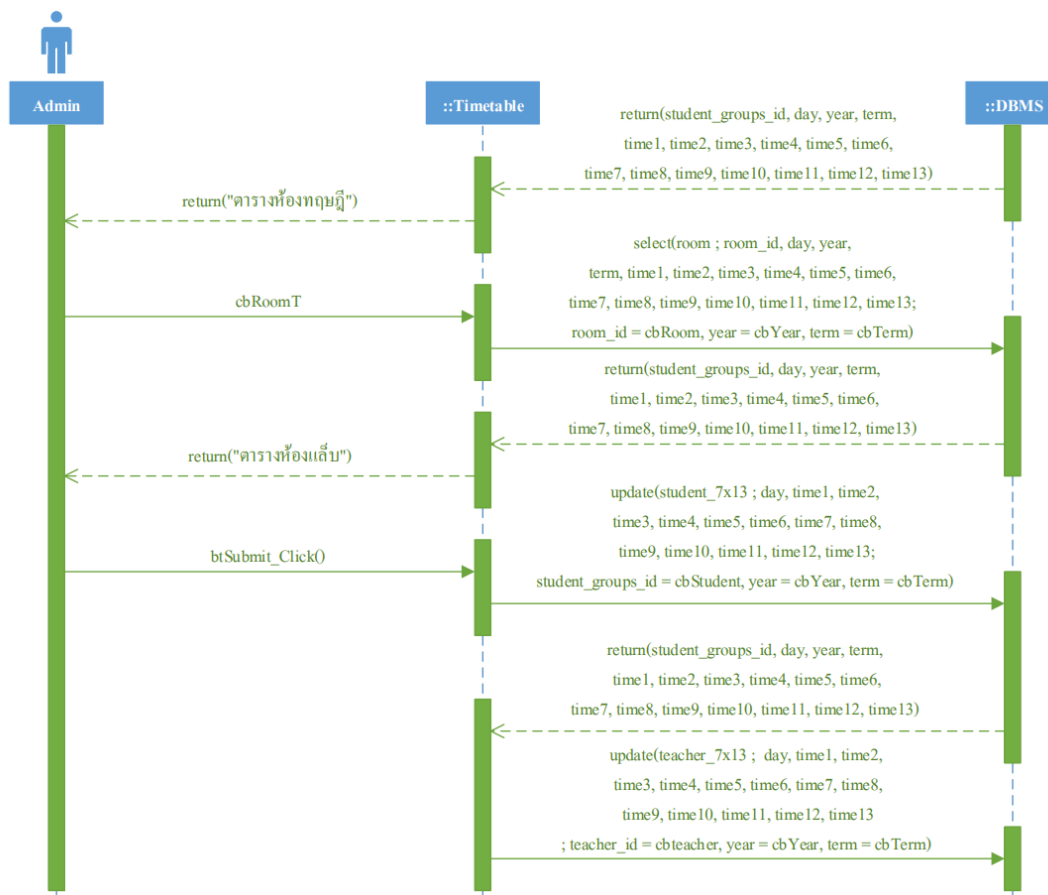 Admin
::Timetable
::DBMS
return(student_groups_id, day, year, term,
time1, time2, time3, time4, time5, time6,
time7, time8, time9, time10, time11, time12, time13)
return("ตารางห้องทฤษฎี")
select(room ; room_id, day, year,
term, time1, time2, time3, time4, time5, time6,
time7, time8, time9, time10, time11, time12, time13;
cbRoomT
room_id = cbRoom, year = cbYear, term = cbTerm)
return(student_groups_id, day, year, term,
time1, time2, time3, time4, time5, time6,
time7, time8, time9, time10, time11, time12, time13)
return("ตารางห้องแล็บ")
update(student_7x13 ; day, time1, time2,
time3, time4, time5, time6, time7, time8,
time9, time10, time11, time12, time13;
btSubmit_Click()
student_groups_id = cbStudent, year = cbYear, term = cbTerm)
return(student_groups_id, day, year, term,
time1, time2, time3, time4, time5, time6,
time7, time8, time9, time10, time11, time12, time13)
update(teacher_7x13 ; day, time1, time2,
time3, time4, time5, time6, time7, time8,
time9, time10, time11, time12, time13
; teacher_id = cbteacher, year = cbYear, term = cbTerm)